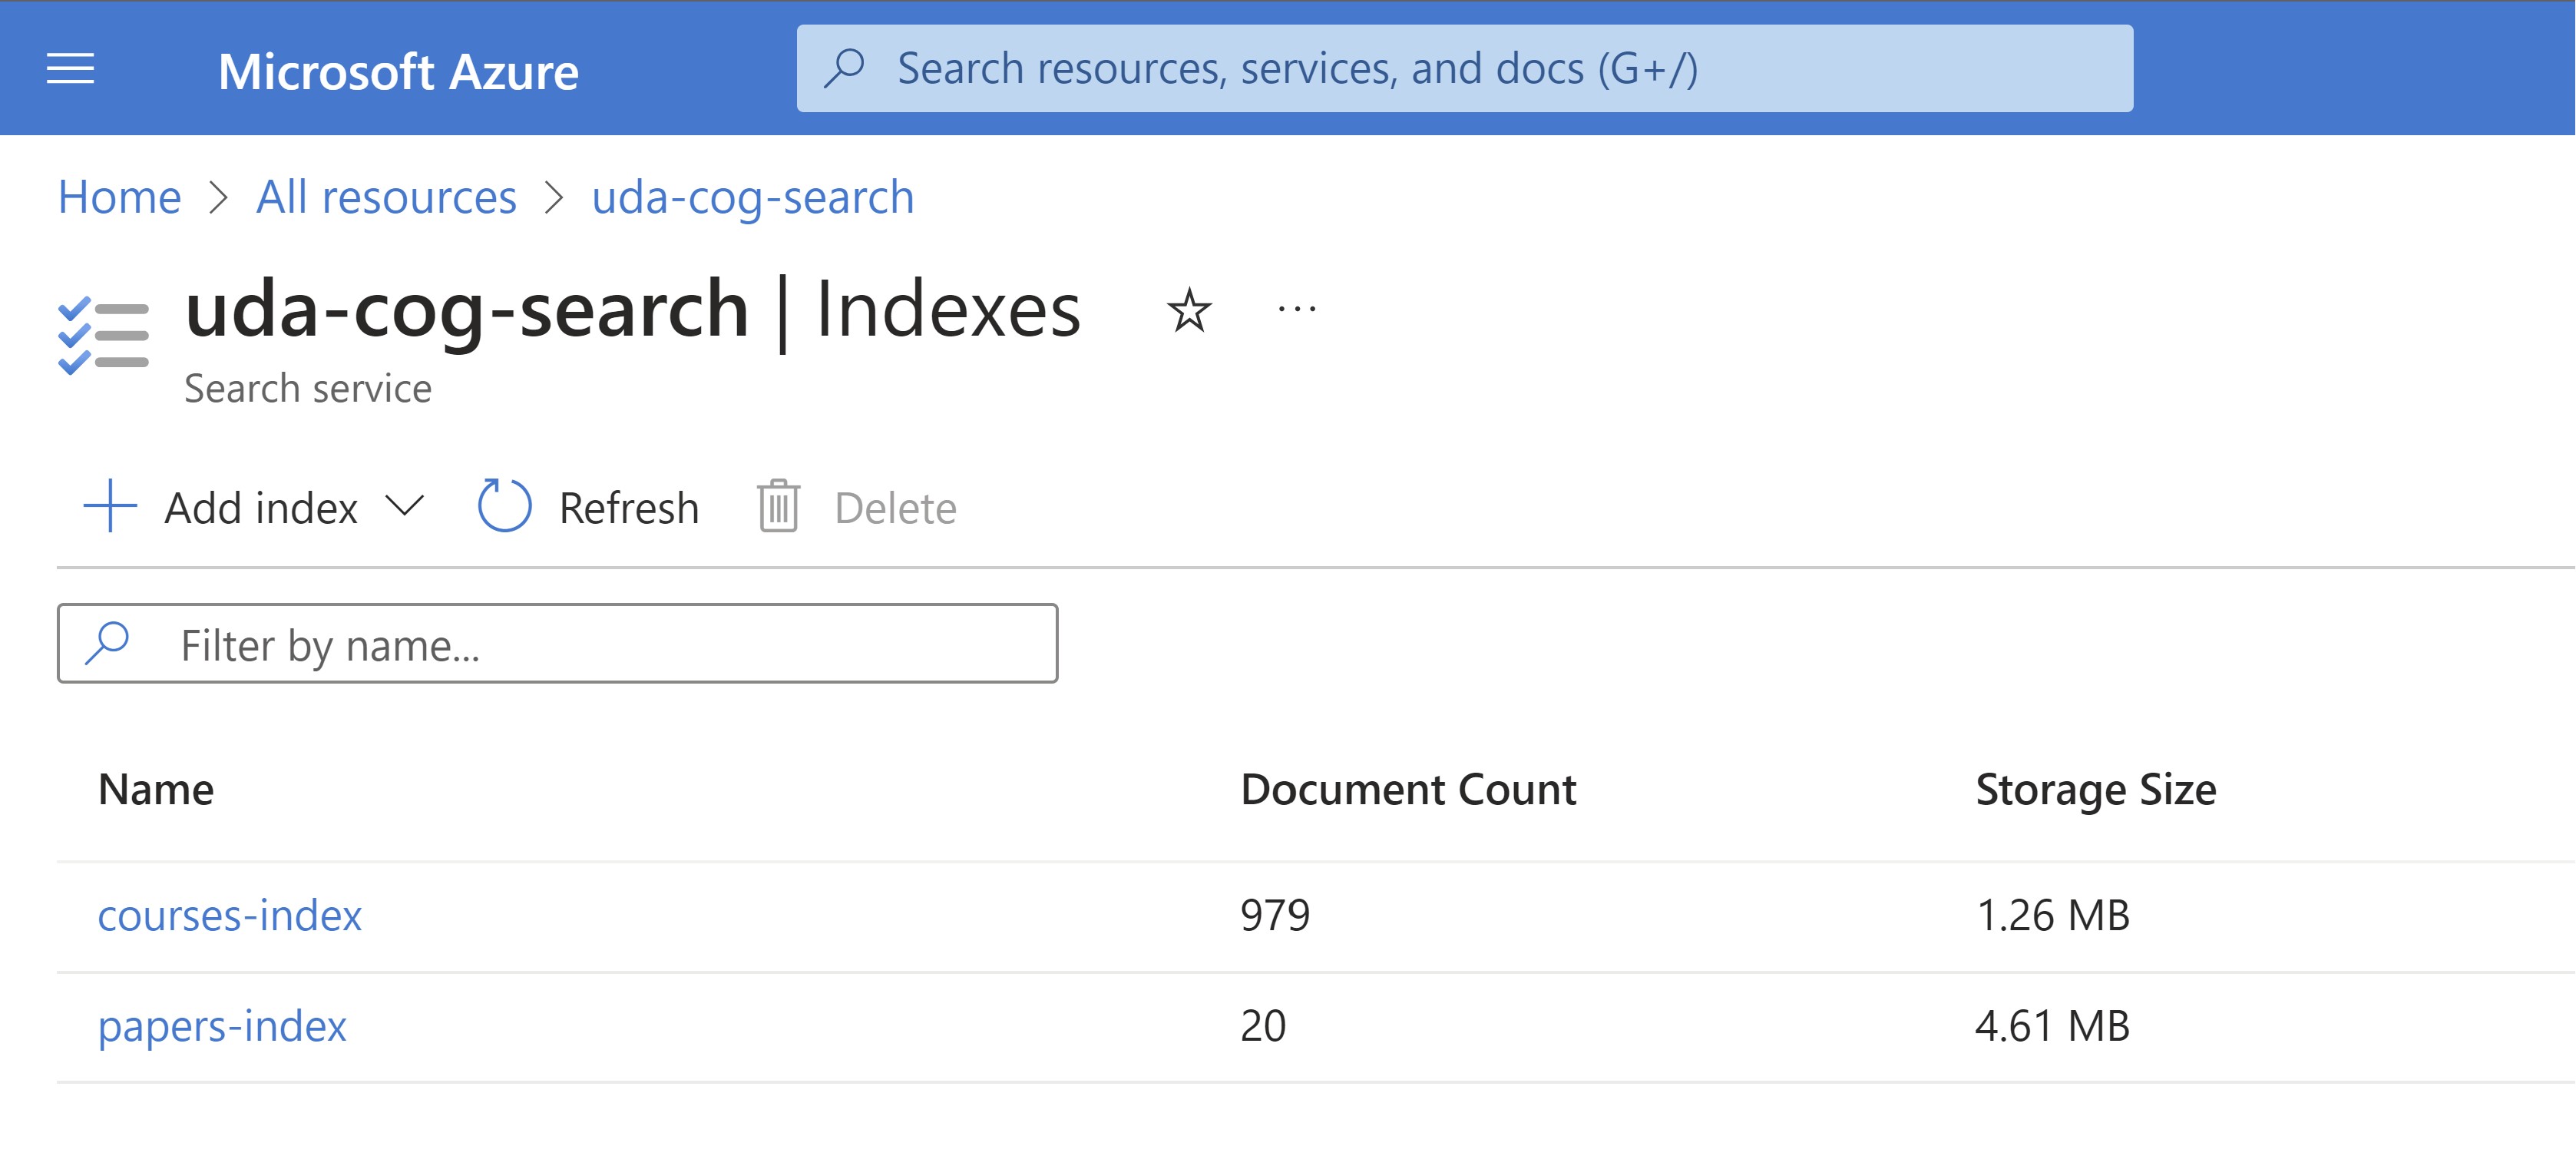 Microsoft Azure
Search resources, services, and docs (G+/)
Home > All resources > uda-cog-search
uda-cog-search | Indexes
Search service
Add index
Refresh
Delete
Filter by name...
Name Document Count Storage Size
courses-index 979 1.26 MB
papers-index 20 4.61 MB